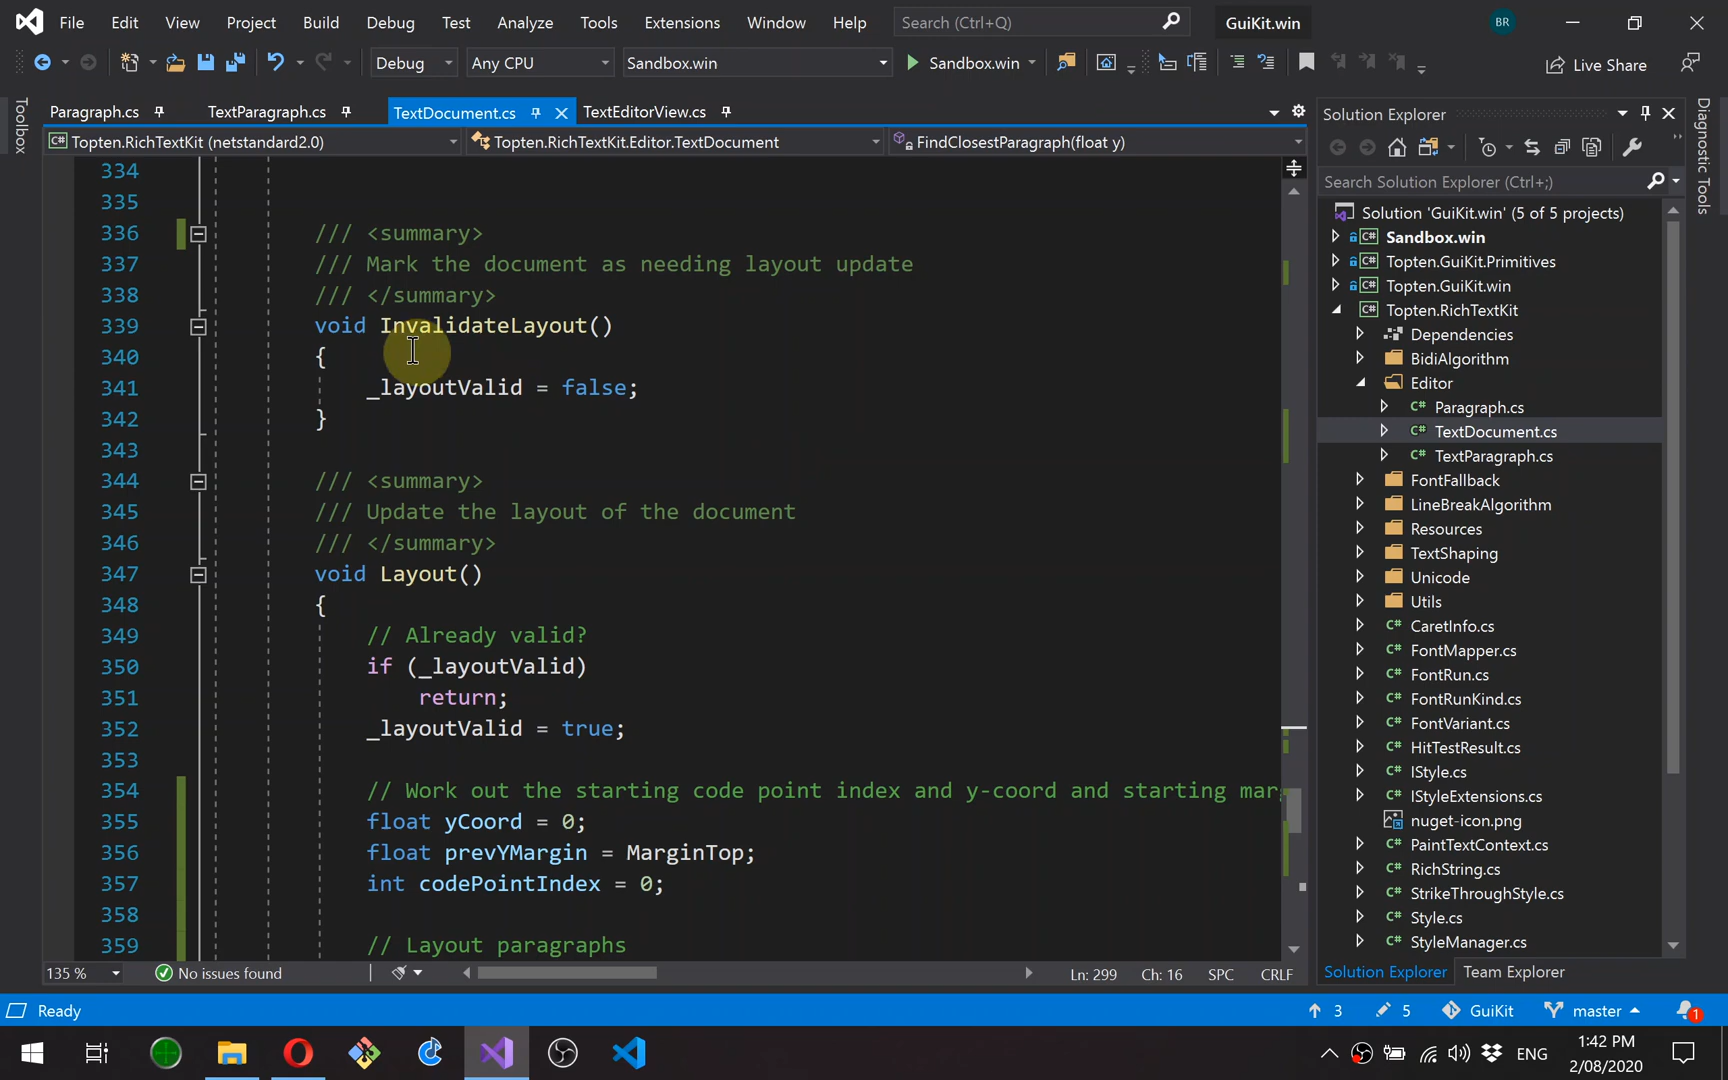 File Edit View Project Build Debug Test Analyze Tools Extensions Window Help Search (Ctrl+Q) GuiKit.win BR
Debug Any CPU Sandbox.win Sandbox.win Live Share
Toolbox
Paragraph.cs TextParagraph.cs TextDocument.cs TextEditorView.cs
Topten.RichTextKit (netstandard2.0) Topten.RichTextKit.Editor.TextDocument FindClosestParagraph(float y)
334
335
336 /// <summary>
337 /// Mark the document as needing layout update
338 /// </summary>
339 void InvalidateLayout()
340 {
341 _layoutValid = false;
342 }
343
344 /// <summary>
345 /// Update the layout of the document
346 /// </summary>
347 void Layout()
348 {
349 // Already valid?
350 if (_layoutValid)
351 return;
352 _layoutValid = true;
353
354 // Work out the starting code point index and y-coord and starting mar
355 float yCoord = 0;
356 float prevYMargin = MarginTop;
357 int codePointIndex = 0;
358
359 // Layout paragraphs
135 % No issues found Ln: 299 Ch: 16 SPC CRLF
Solution Explorer
Search Solution Explorer (Ctrl+;)
Solution 'GuiKit.win' (5 of 5 projects)
C# Sandbox.win
C# Topten.GuiKit.Primitives
C# Topten.GuiKit.win
C# Topten.RichTextKit
Dependencies
BidiAlgorithm
Editor
C# Paragraph.cs
C# TextDocument.cs
C# TextParagraph.cs
FontFallback
LineBreakAlgorithm
Resources
TextShaping
Unicode
Utils
C# CaretInfo.cs
C# FontMapper.cs
C# FontRun.cs
C# FontRunKind.cs
C# FontVariant.cs
C# HitTestResult.cs
C# IStyle.cs
C# IStyleExtensions.cs
nuget-icon.png
C# PaintTextContext.cs
C# RichString.cs
C# StrikeThroughStyle.cs
C# Style.cs
C# StyleManager.cs
Solution Explorer Team Explorer
Diagnostic Tools
Ready 3 5 GuiKit master 1
ENG 1:42 PM
2/08/2020